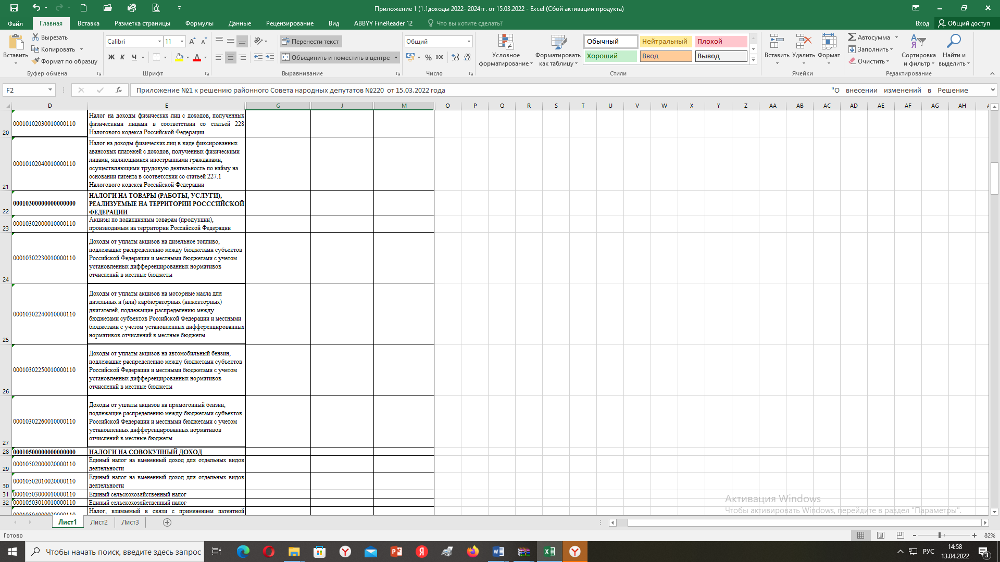 Приложение 1 (1.1доходы 2022- 2024гг. от 15.03.2022 - Excel (Сбой активации продукта)
Файл Главная Вставка Разметка страницы Формулы Данные Рецензирование Вид ABBYY FineReader 12 Что вы хотите сделать? Вход Общий доступ
Вставить
Вырезать
Копировать
Формат по образцу
Буфер обмена
Calibri 11
Ж К Ч
Шрифт
Перенести текст
Объединить и поместить в центре
Выравнивание
Общий
% 000
Число
Условное форматирование
Форматировать как таблицу
Обычный Нейтральный Плохой
Хороший Ввод Вывод
Стили
Вставить Удалить Формат
Ячейки
Автосумма
Заполнить
Очистить
Сортировка и фильтр
Найти и выделить
Редактирование
F2 fx Приложение №1 к решению районного Совета народных депутатов №220 от 15.03.2022 года "О внесении изменений в Решение
D E G J M O P Q R S T U V W X Y Z AA AB AC AD AE AF AG AH
20 00010102030010000110 Налог на доходы физических лиц с доходов, полученных
физическими лицами в соответствии со статьей 228
Налогового кодекса Российской Федерации
21 00010102040010000110 Налог на доходы физических лиц в виде фиксированных
авансовых платежей с доходов, полученных физическими
лицами, являющимися иностранными гражданами,
осуществляющими трудовую деятельность по найму на
основании патента в соответствии со статьей 227.1
Налогового кодекса Российской Федерации
22 00010300000000000000 НАЛОГИ НА ТОВАРЫ (РАБОТЫ, УСЛУГИ),
РЕАЛИЗУЕМЫЕ НА ТЕРРИТОРИИ РОСССИЙСКОЙ
ФЕДЕРАЦИИ
23 00010302000010000110 Акцизы по подакцизным товарам (продукции),
производимым на территории Российской Федерации
24 00010302230010000110 Доходы от уплаты акцизов на дизельное топливо,
подлежащие распределению между бюджетами субъектов
Российской Федерации и местными бюджетами с учетом
установленных дифференцированных нормативов
отчислений в местные бюджеты
25 00010302240010000110 Доходы от уплаты акцизов на моторные масла для
дизельных и (или) карбюраторных (инжекторных)
двигателей, подлежащие распределению между
бюджетами субъектов Российской Федерации и местными
бюджетами с учетом установленных дифференцированных
нормативов отчислений в местные бюджеты
26 00010302250010000110 Доходы от уплаты акцизов на автомобильный бензин,
подлежащие распределению между бюджетами субъектов
Российской Федерации и местными бюджетами с учетом
установленных дифференцированных нормативов
отчислений в местные бюджеты
27 00010302260010000110 Доходы от уплаты акцизов на прямогонный бензин,
подлежащие распределению между бюджетами субъектов
Российской Федерации и местными бюджетами с учетом
установленных дифференцированных нормативов
отчислений в местные бюджеты
28 00010500000000000000 НАЛОГИ НА СОВОКУПНЫЙ ДОХОД
29 00010502000020000110 Единый налог на вмененный доход для отдельных видов
деятельности
30 00010502010020000110 Единый налог на вмененный доход для отдельных видов
деятельности
31 00010503000010000110 Единый сельскохозяйственный налог
32 00010503010010000110 Единый сельскохозяйственный налог
00010504000020000110 Налог, взимаемый в связи с применением патентной
Активация Windows
Чтобы активировать Windows, перейдите в раздел "Параметры".
Лист1 Лист2 Лист3
Готово 82%
Чтобы начать поиск, введите здесь запрос
РУС 14:58
13.04.2022
3